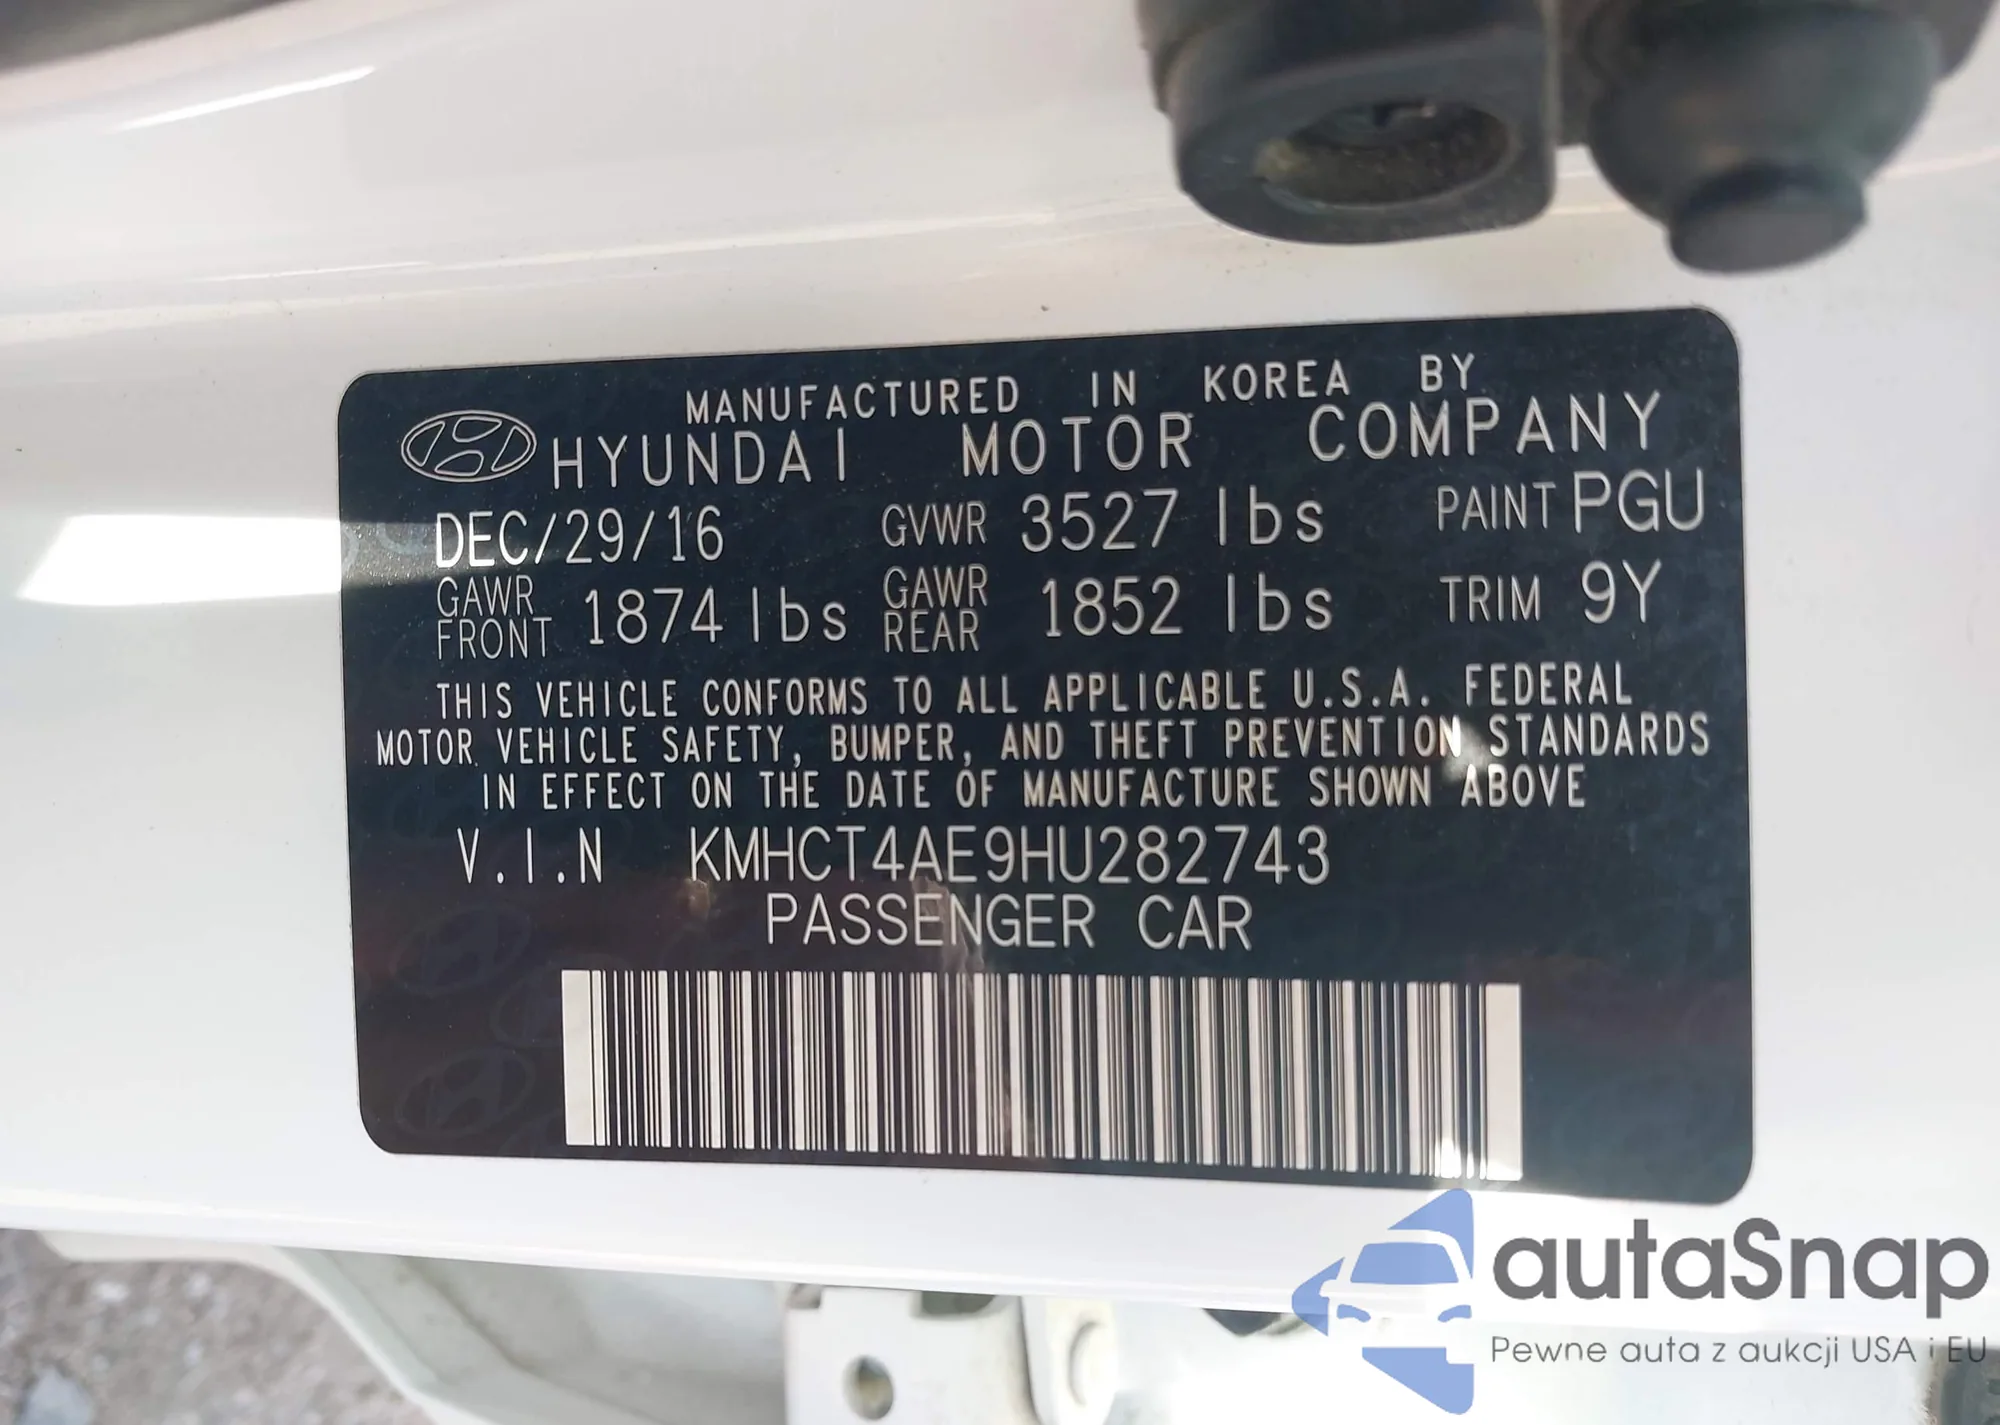 MANUFACTURED IN KOREA BY
HYUNDAI MOTOR COMPANY
DEC/29/16 GVWR 3527 lbs PAINT PGU
GAWR FRONT 1874 lbs GAWR REAR 1852 lbs TRIM 9Y
THIS VEHICLE CONFORMS TO ALL APPLICABLE U.S.A. FEDERAL
MOTOR VEHICLE SAFETY, BUMPER, AND THEFT PREVENTION STANDARDS
IN EFFECT ON THE DATE OF MANUFACTURE SHOWN ABOVE
V.I.N KMHCT4AE9HU282743
PASSENGER CAR
autaSnap
Pewne auta z aukcji USA i EU